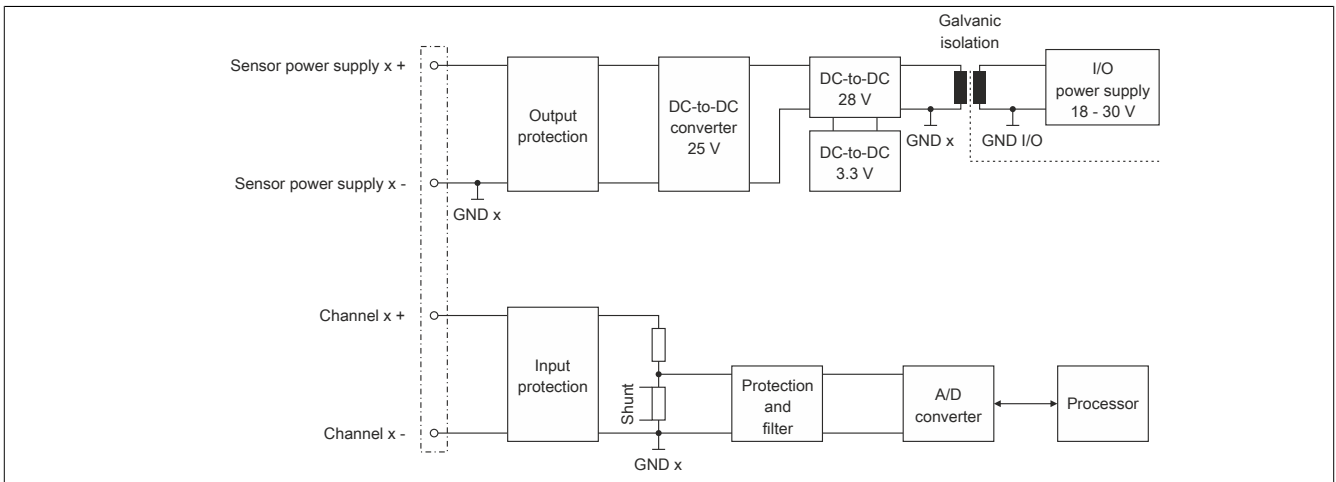 Galvanic
isolation
Sensor power supply x +
Output
protection
DC-to-DC
converter
25 V
DC-to-DC
28 V
DC-to-DC
3.3 V
GND x
GND I/O
I/O
power supply
18 - 30 V
Sensor power supply x -
GND x
Channel x +
Input
protection
Shunt
Protection
and
filter
A/D
converter
Processor
Channel x -
GND x